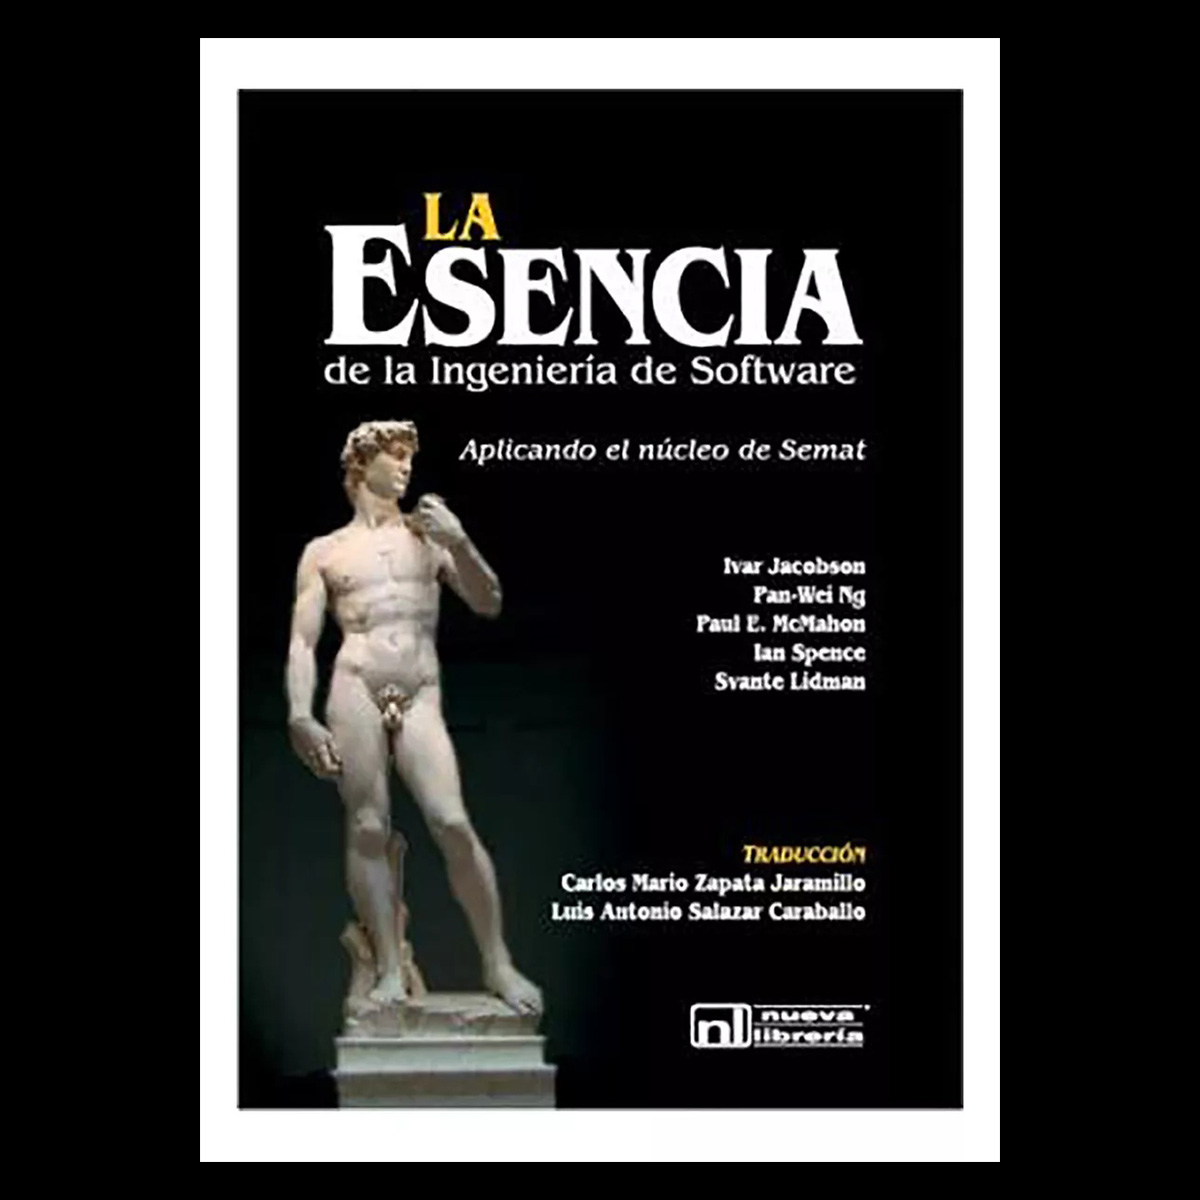 LA
ESENCIA
de la Ingeniería de Software
Aplicando el núcleo de Semat
Ivar Jacobson
Pan-Wei Ng
Paul E. McMahon
Ian Spence
Svante Lidman
TRADUCCIÓN
Carlos Mario Zapata Jaramillo
Luis Antonio Salazar Caraballo
nl nueva
librería